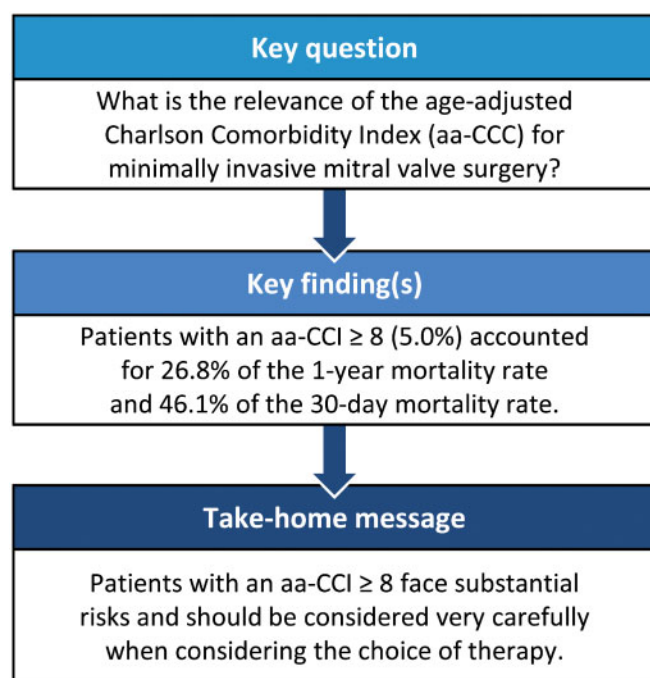 Key question
What is the relevance of the age-adjusted
Charlson Comorbidity Index (aa-CCC) for
minimally invasive mitral valve surgery?
Key finding(s)
Patients with an aa-CCI ≥ 8 (5.0%) accounted
for 26.8% of the 1-year mortality rate
and 46.1% of the 30-day mortality rate.
Take-home message
Patients with an aa-CCI ≥ 8 face substantial
risks and should be considered very carefully
when considering the choice of therapy.